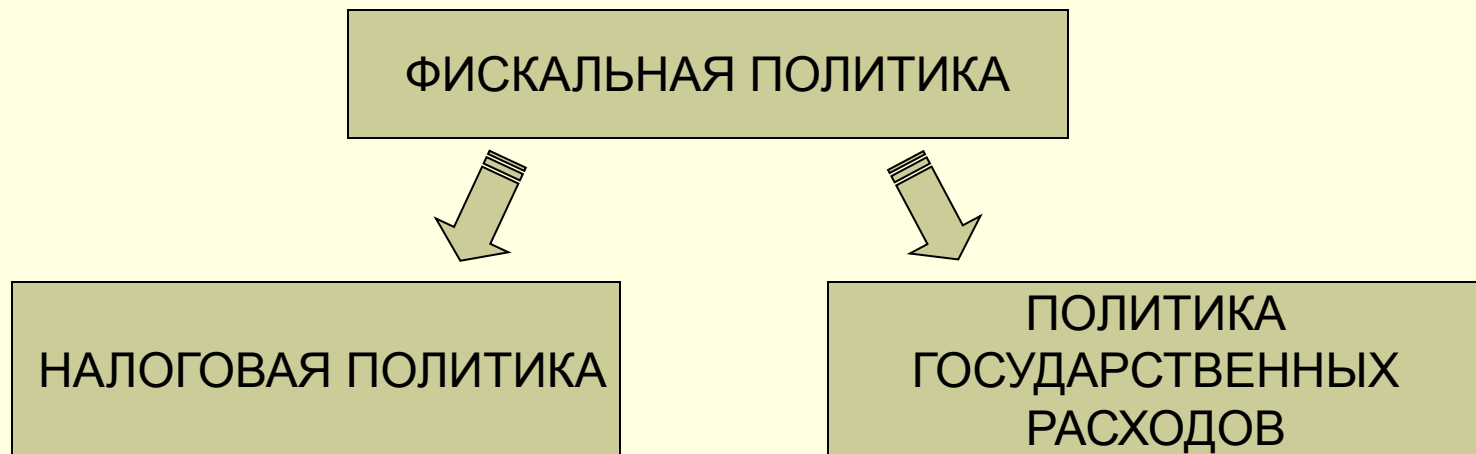 ФИСКАЛЬНАЯ ПОЛИТИКА
НАЛОГОВАЯ ПОЛИТИКА
ПОЛИТИКА
ГОСУДАРСТВЕННЫХ
РАСХОДОВ